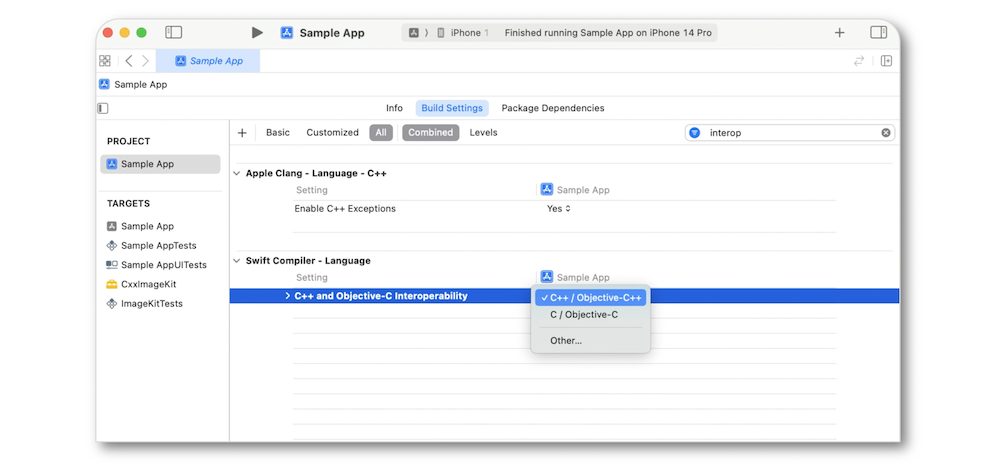 Sample App
iPhone 1
Finished running Sample App on iPhone 14 Pro
Sample App
Sample App
Info
Build Settings
Package Dependencies
PROJECT
Sample App
TARGETS
Sample App
Sample AppTests
Sample AppUITests
CxxImageKit
ImageKitTests
Basic
Customized
All
Combined
Levels
interop
Apple Clang - Language - C++
Setting
Sample App
Enable C++ Exceptions
Yes
Swift Compiler - Language
Setting
Sample App
C++ and Objective-C Interoperability
C++ / Objective-C++
C / Objective-C
Other...